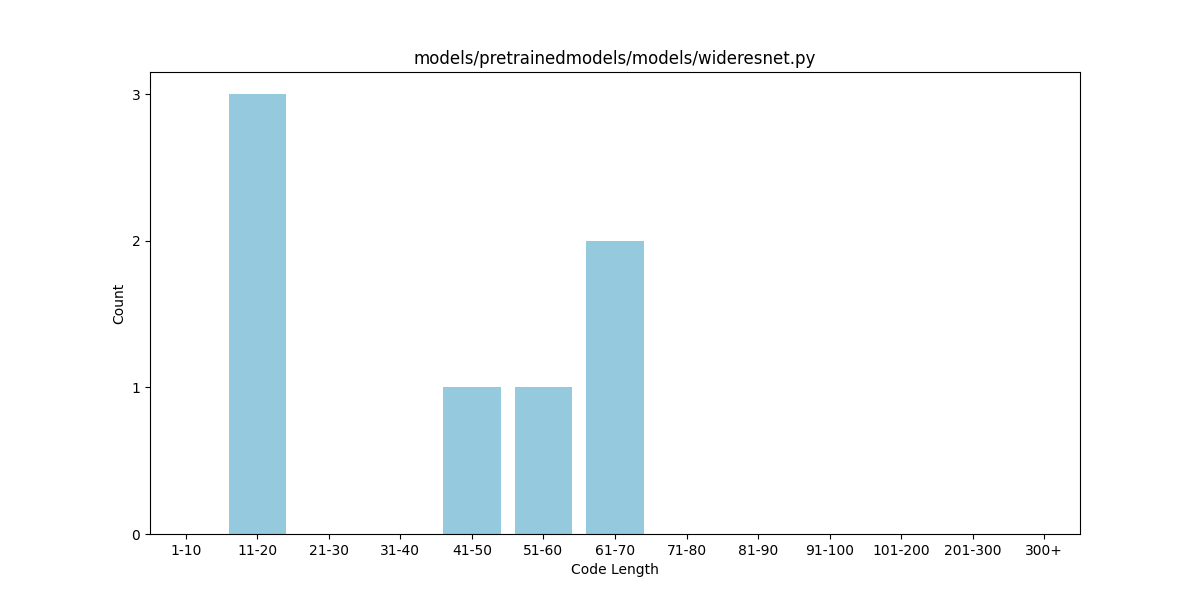 models/pretrainedmodels/models/wideresnet.py
Count
3
2
1
0
1-10 11-20 21-30 31-40 41-50 51-60 61-70 71-80 81-90 91-100 101-200 201-300 300+
Code Length